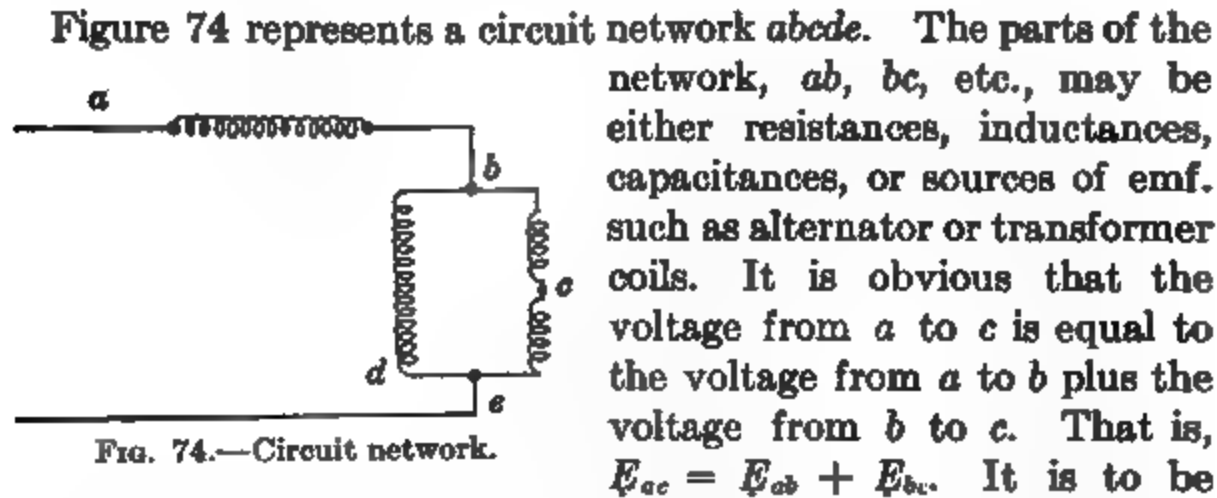 Figure 74 represents a circuit network abcde. The parts of the
network, ab, bc, etc., may be
either resistances, inductances,
capacitances, or sources of emf.
such as alternator or transformer
coils. It is obvious that the
voltage from a to c is equal to
the voltage from a to b plus the
voltage from b to c. That is,
E_ac = E_ab + E_bc. It is to be
a
b
c
d
e
FIG. 74.—Circuit network.